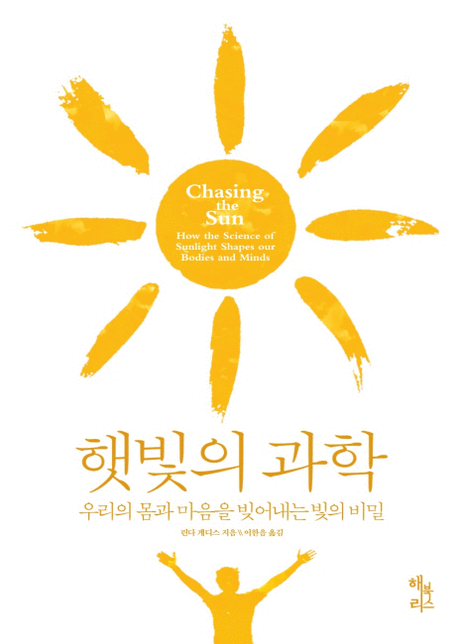 Chasing
the
Sun
How the Science of
Sunlight Shapes our
Bodies and Minds
햇빛의 과학
우리의 몸과 마음을 빚어내는 빛의 비밀
린다 게디스 지음 이한음 옮김
해리북스